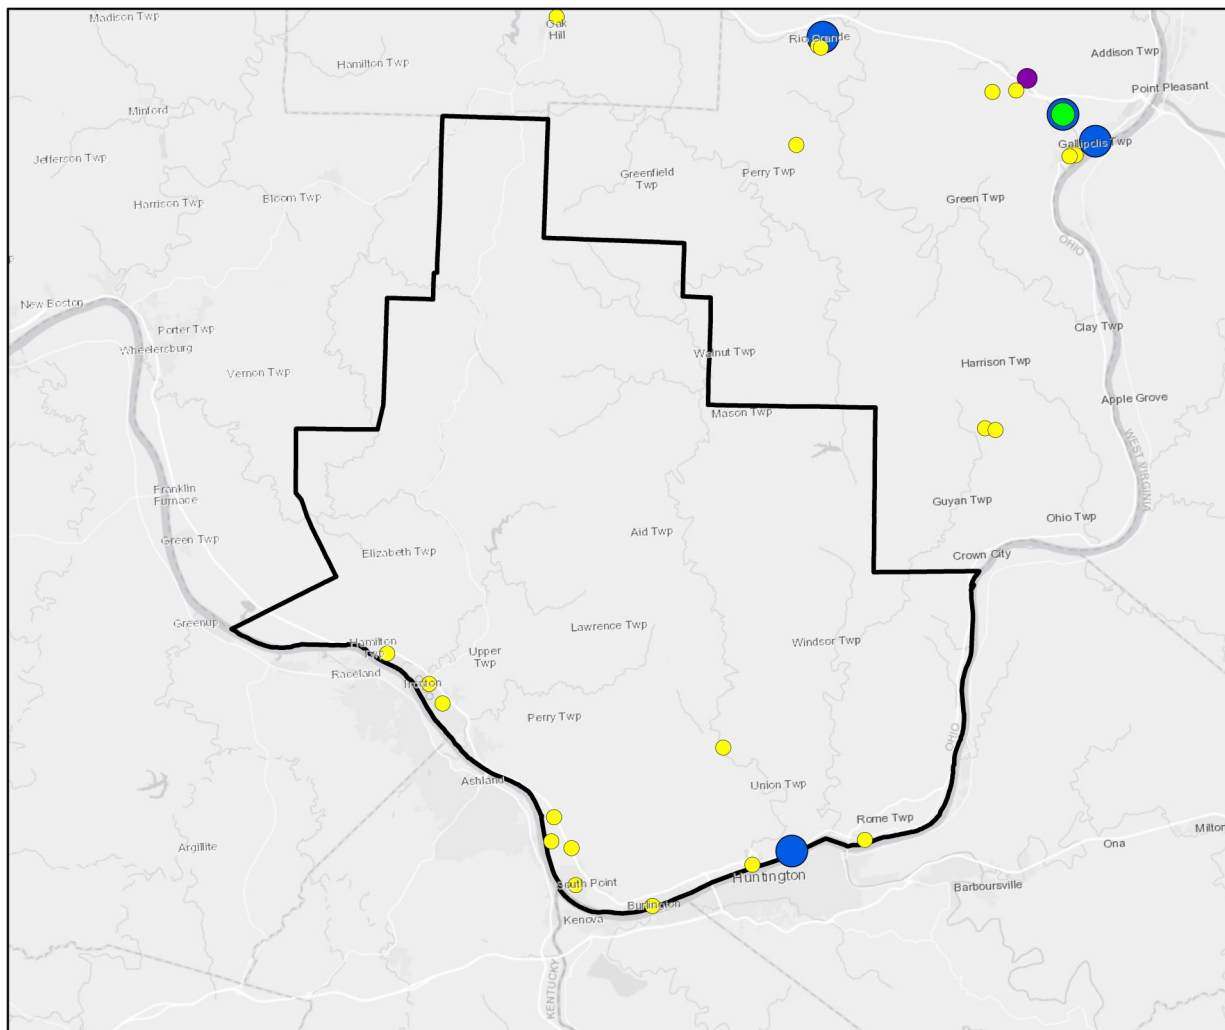 Madison Twp
Oak
Hill
Rio Grande
Addison Twp
Hamilton Twp
Point Pleasant
Minford
Gallipolis Twp
Jefferson Twp
Greenfield
Twp
Perry Twp
Harrison Twp
Bloom Twp
Green Twp
OHIO
New Boston
Porter Twp
Clay Twp
Wheelersburg
Walnut Twp
Harrison Twp
Vernon Twp
Apple Grove
Mason Twp
WEST VIRGINIA
Franklin
Furnace
Guyan Twp
Ohio Twp
Aid Twp
Green Twp
Elizabeth Twp
Crown City
Greenup
Lawrence Twp
Hamilton
Twp
Windsor Twp
Upper
Twp
Raceland
Ironton
Perry Twp
OHIO
Ashland
Union Twp
Rome Twp
Milton
Argillite
Ona
Huntington
South Point
Barboursville
Burlington
Kenova
KENTUCKY